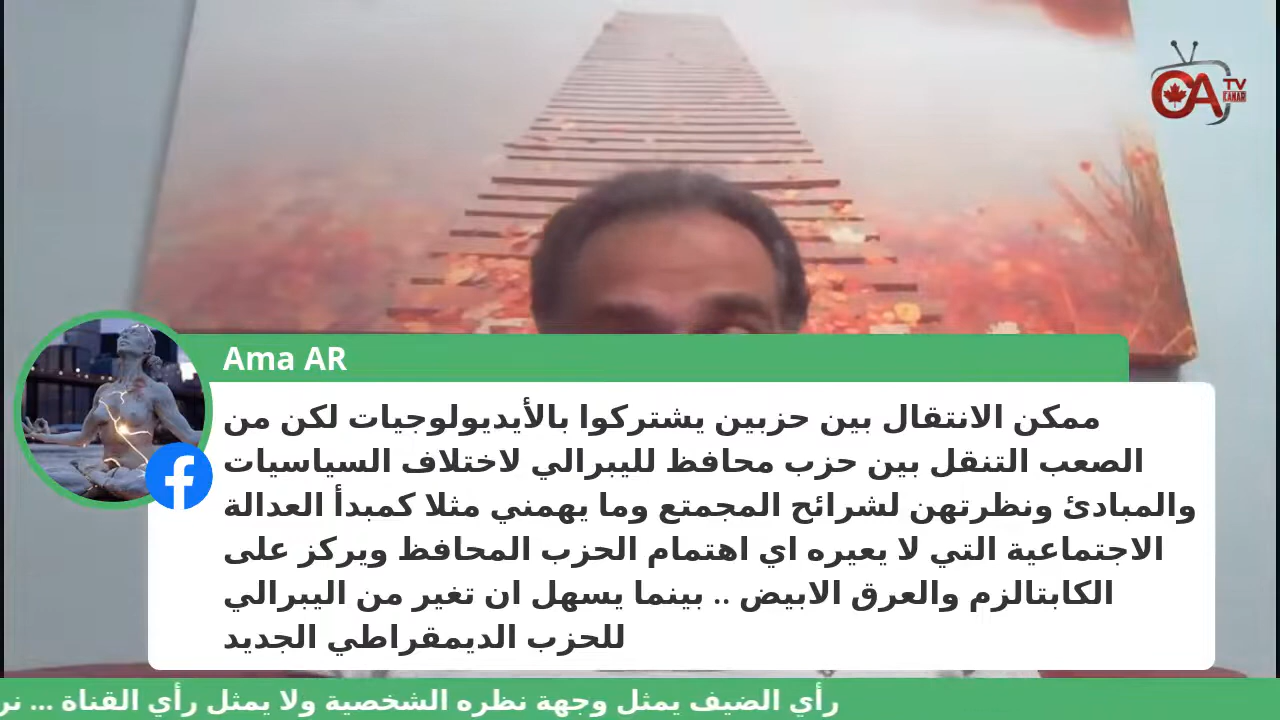 CA TV
KANAR
Ama AR
ممكن الانتقال بين حزبين يشتركوا بالأيديولوجيات لكن من
الصعب التنقل بين حزب محافظ لليبرالي لاختلاف السياسيات
والمبادئ ونظرتهن لشرائح المجمتع وما يهمني مثلا كمبدأ العدالة
الاجتماعية التي لا يعيره اي اهتمام الحزب المحافظ ويركز على
الكابتالزم والعرق الابيض .. بينما يسهل ان تغير من اليبرالي
للحزب الديمقراطي الجديد
رأي الضيف يمثل وجهة نظره الشخصية ولا يمثل رأي القناة ...